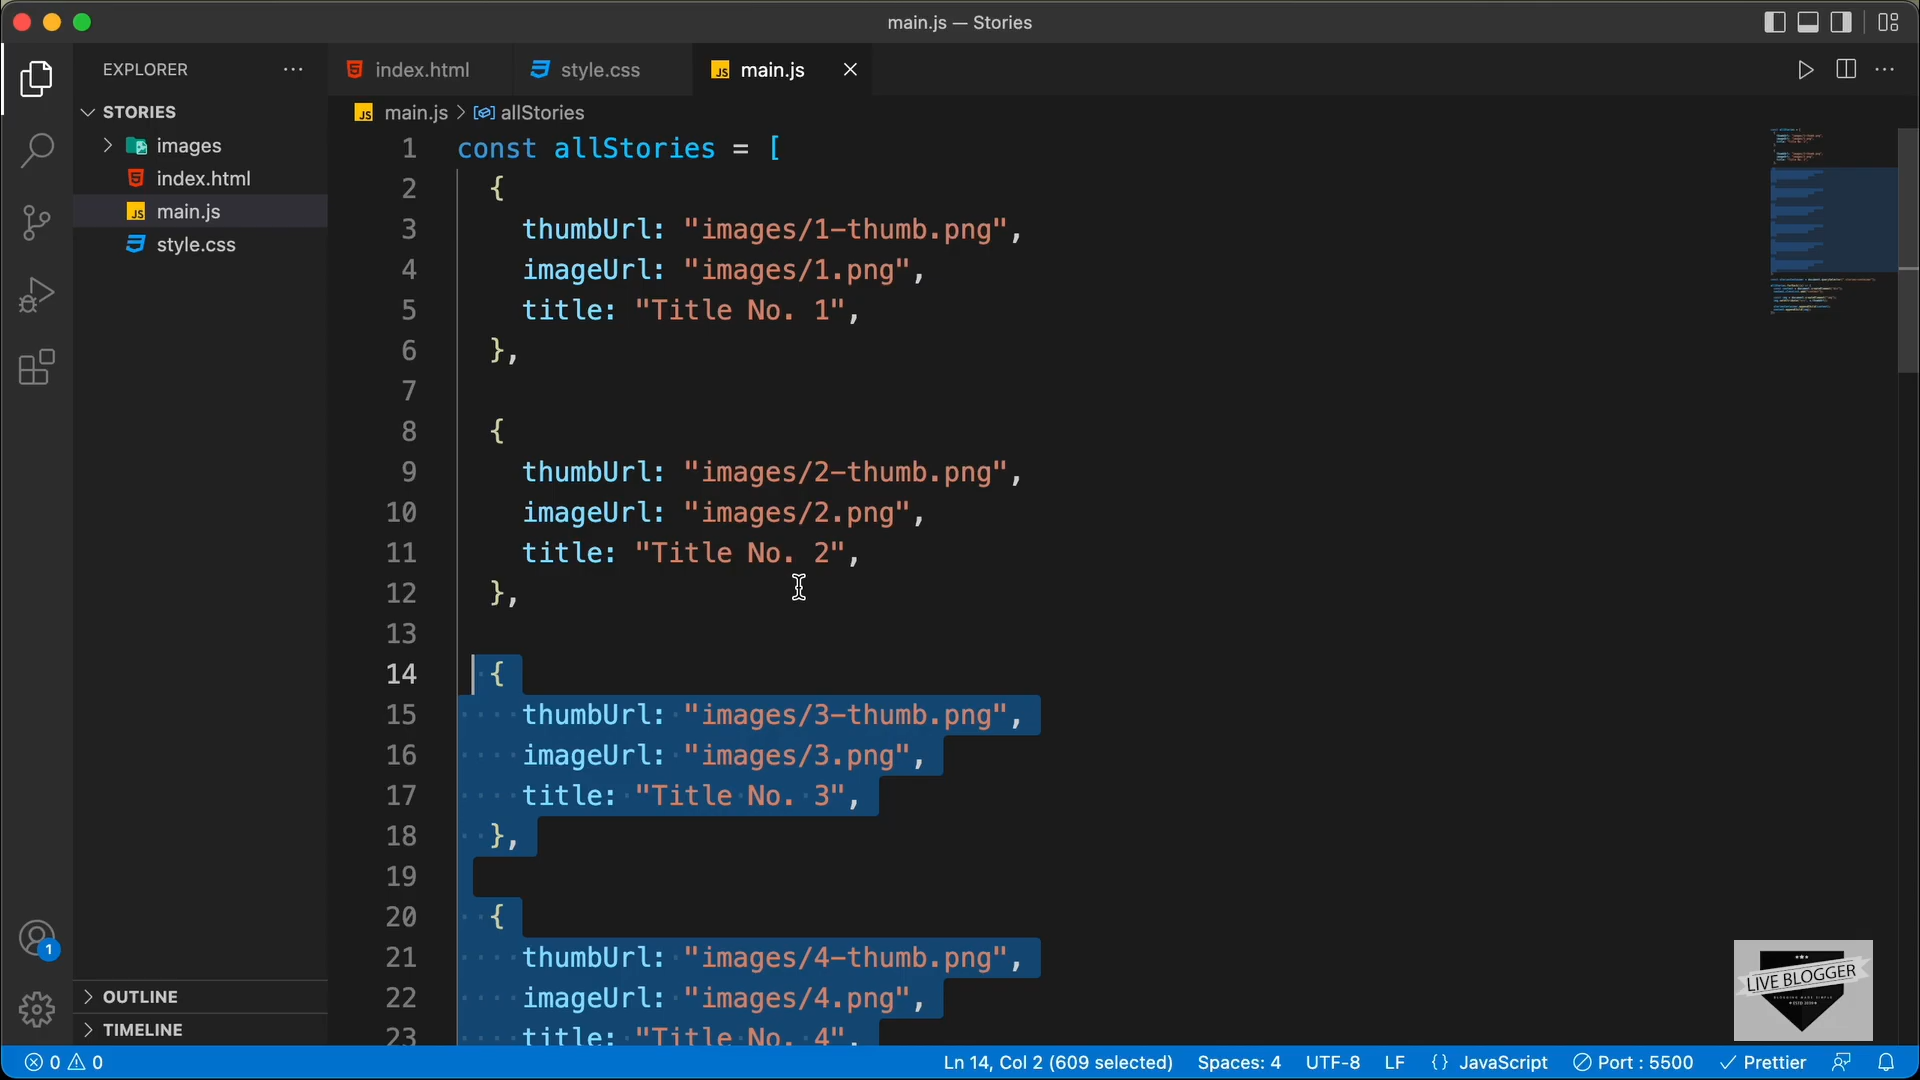 main.js — Stories
EXPLORER
index.html
style.css
main.js
STORIES
images
index.html
main.js
style.css
main.js > allStories
1 const allStories = [
2 {
3 thumbUrl: "images/1-thumb.png",
4 imageUrl: "images/1.png",
5 title: "Title No. 1",
6 },
7
8 {
9 thumbUrl: "images/2-thumb.png",
10 imageUrl: "images/2.png",
11 title: "Title No. 2",
12 },
13
14 {
15 thumbUrl: "images/3-thumb.png",
16 imageUrl: "images/3.png",
17 title: "Title No. 3",
18 },
19
20 {
21 thumbUrl: "images/4-thumb.png",
22 imageUrl: "images/4.png",
23 title: "Title No. 4",
1
OUTLINE
TIMELINE
LIVE BLOGGER
0 0
Ln 14, Col 2 (609 selected)
Spaces: 4
UTF-8
LF
{} JavaScript
Port : 5500
Prettier